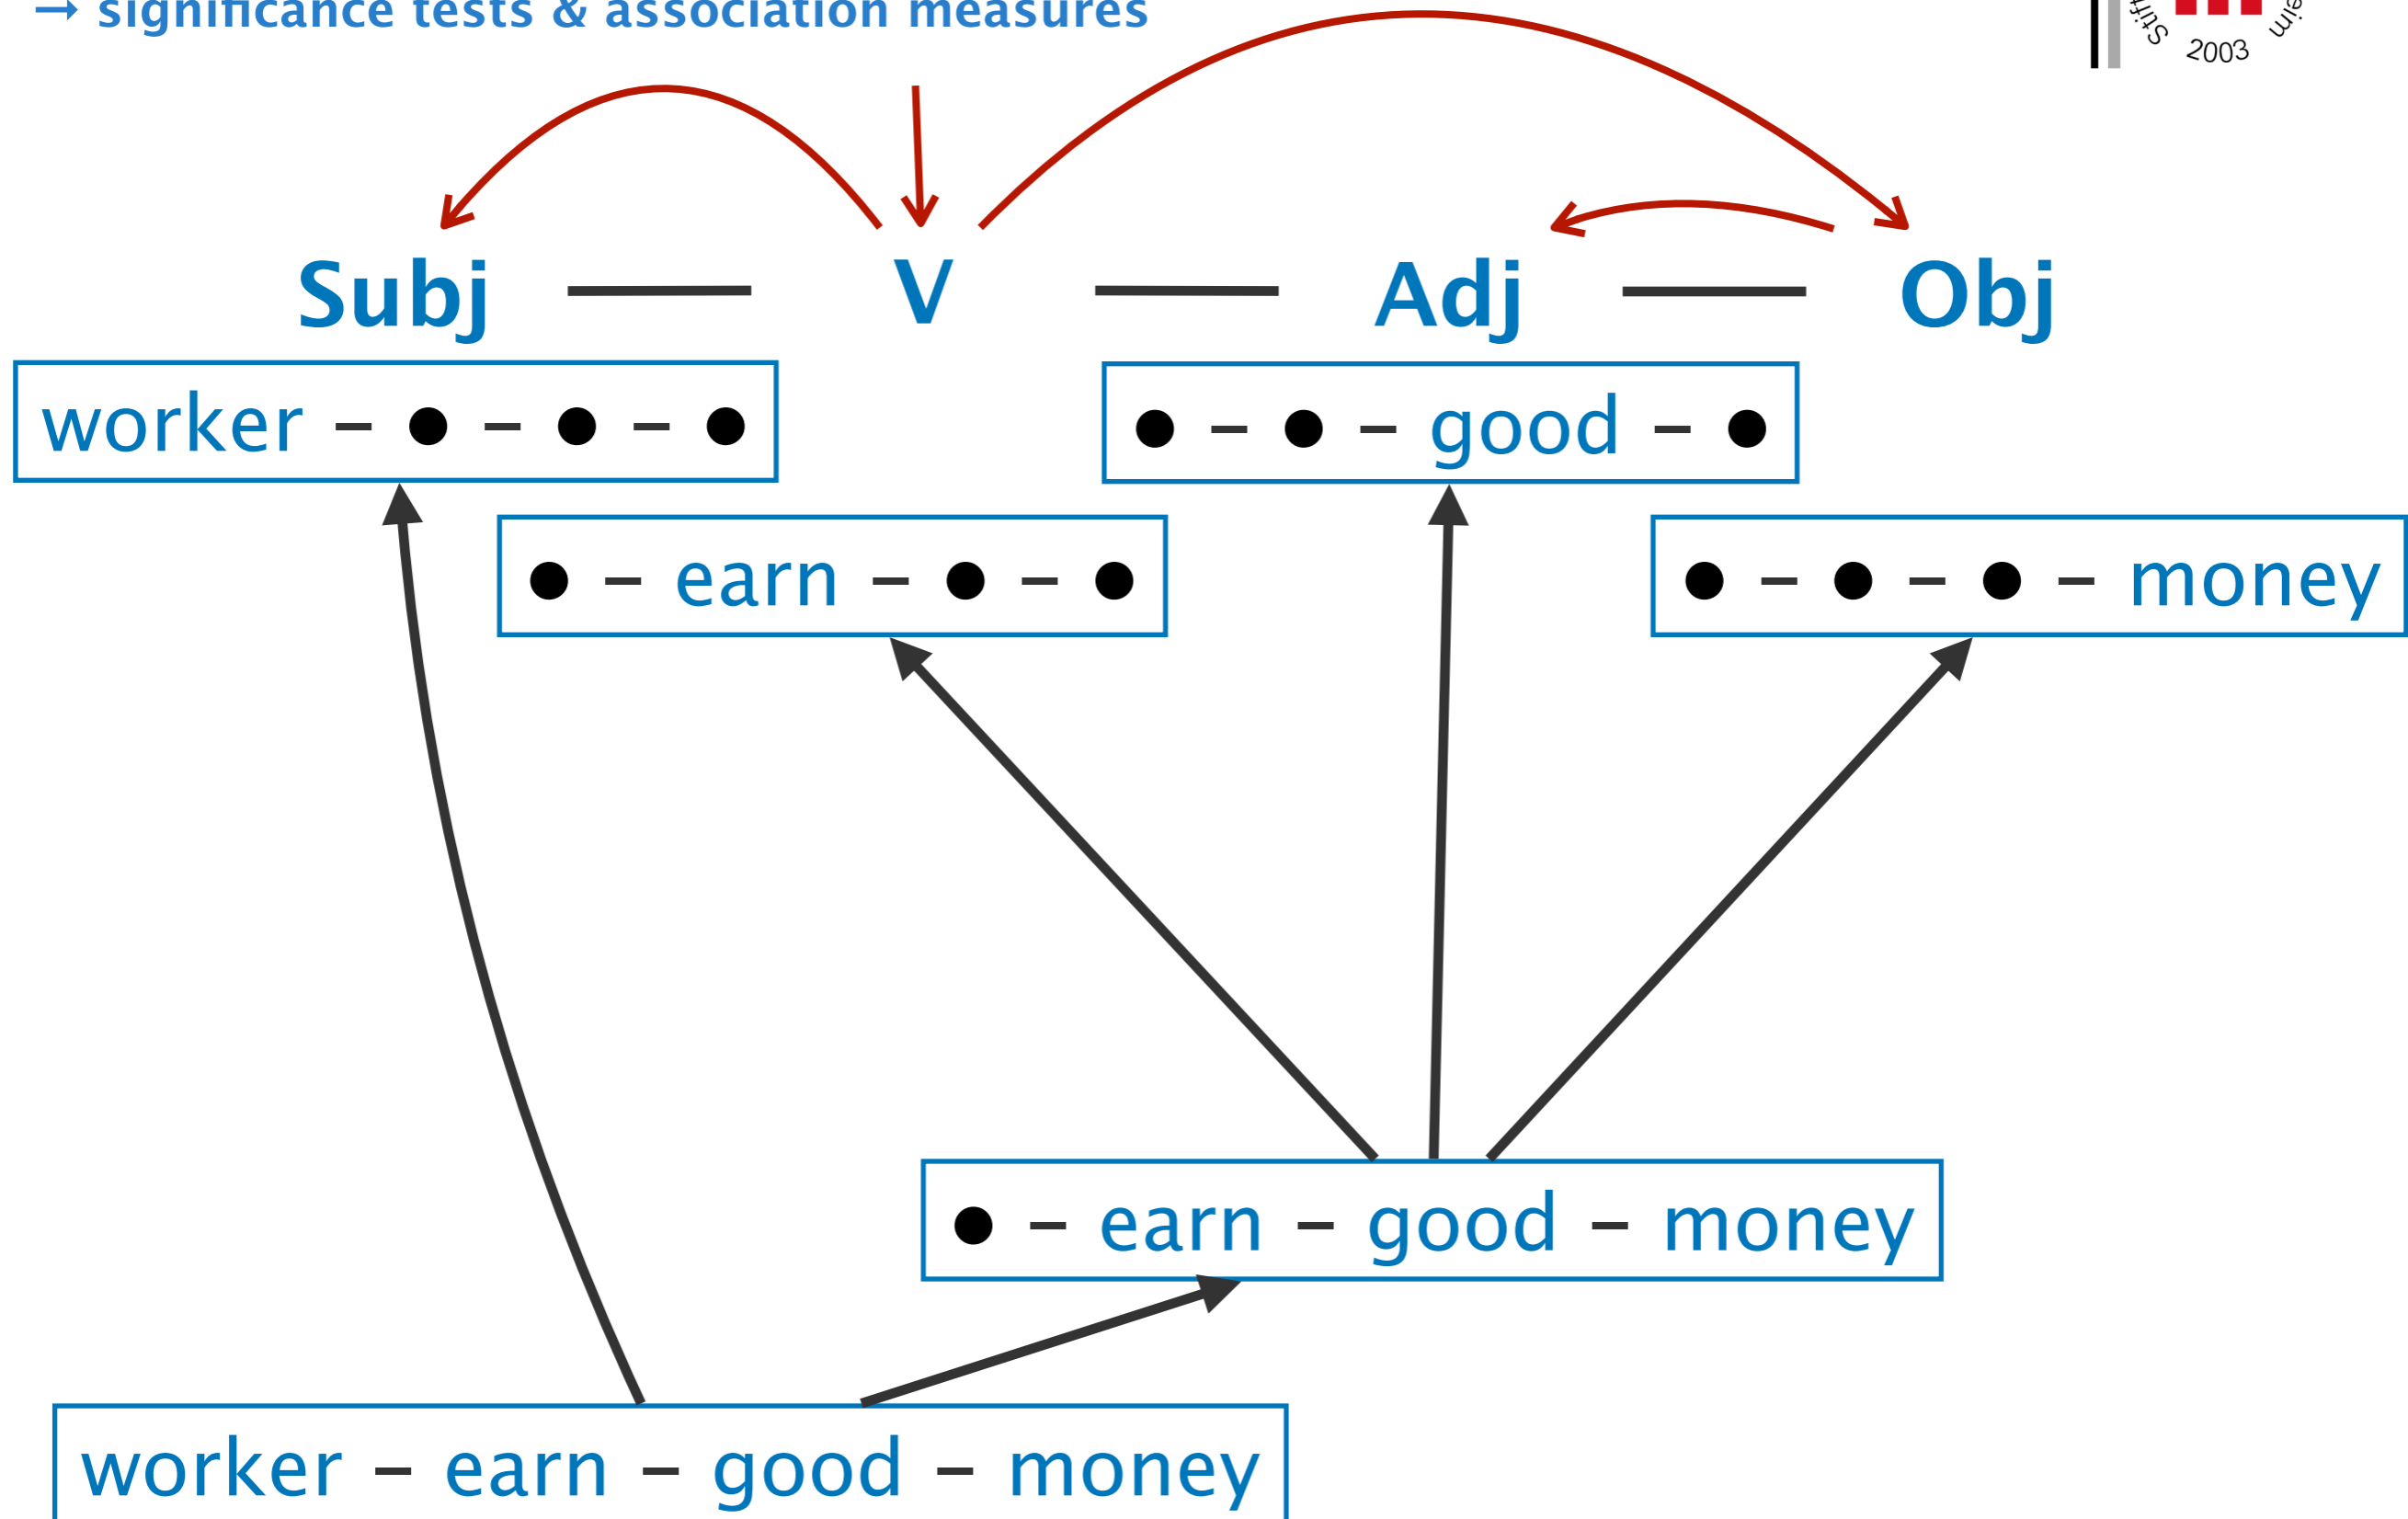 → significance tests & association measures
2003
Subj — V — Adj — Obj
worker – ● – ● – ●
● – ● – good – ●
● – earn – ● – ●
● – ● – ● – money
● – earn – good – money
worker – earn – good – money